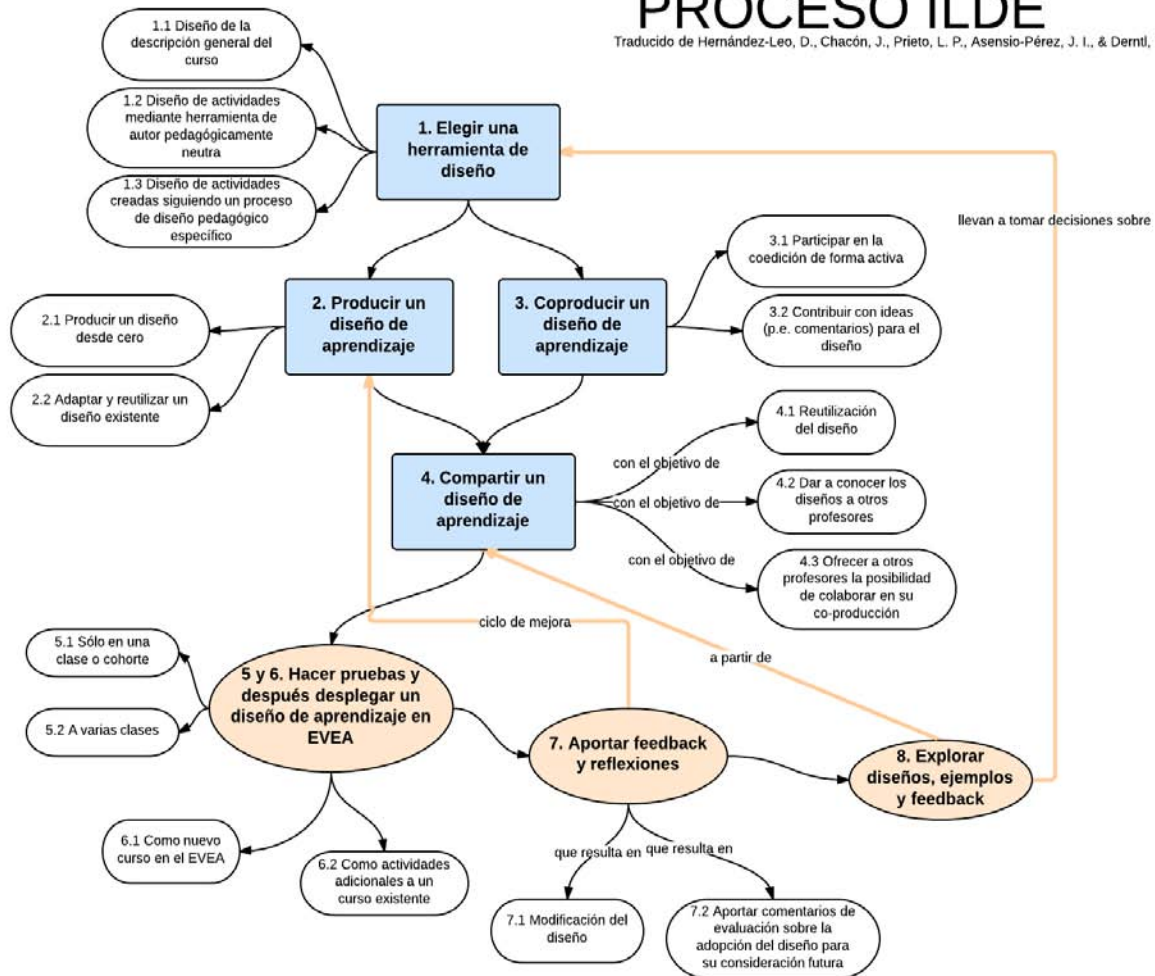 PROCESO ILDE
Traducido de Hernández-Leo, D., Chacón, J., Prieto, L. P., Asensio-Pérez, J. I., & Derntl,
1.1 Diseño de la
descripción general del
curso
1.2 Diseño de actividades
mediante herramienta de
autor pedagógicamente
neutra
1.3 Diseño de actividades
creadas siguiendo un proceso
de diseño pedagógico
específico
1. Elegir una
herramienta de
diseño
llevan a tomar decisiones sobre
2. Producir un
diseño de
aprendizaje
3. Coproducir un
diseño de
aprendizaje
3.1 Participar en la
coedición de forma activa
3.2 Contribuir con ideas
(p.e. comentarios) para el
diseño
2.1 Producir un diseño
desde cero
2.2 Adaptar y reutilizar un
diseño existente
4. Compartir un
diseño de
aprendizaje
con el objetivo de
con el objetivo de
con el objetivo de
4.1 Reutilización
del diseño
4.2 Dar a conocer los
diseños a otros
profesores
4.3 Ofrecer a otros
profesores la posibilidad
de colaborar en su
co-producción
ciclo de mejora
a partir de
5.1 Sólo en una
clase o cohorte
5.2 A varias clases
5 y 6. Hacer pruebas y
después desplegar un
diseño de aprendizaje en
EVEA
7. Aportar feedback
y reflexiones
8. Explorar
diseños, ejemplos
y feedback
6.1 Como nuevo
curso en el EVEA
6.2 Como actividades
adicionales a un
curso existente
que resulta en
que resulta en
7.1 Modificación del
diseño
7.2 Aportar comentarios de
evaluación sobre la
adopción del diseño para
su consideración futura